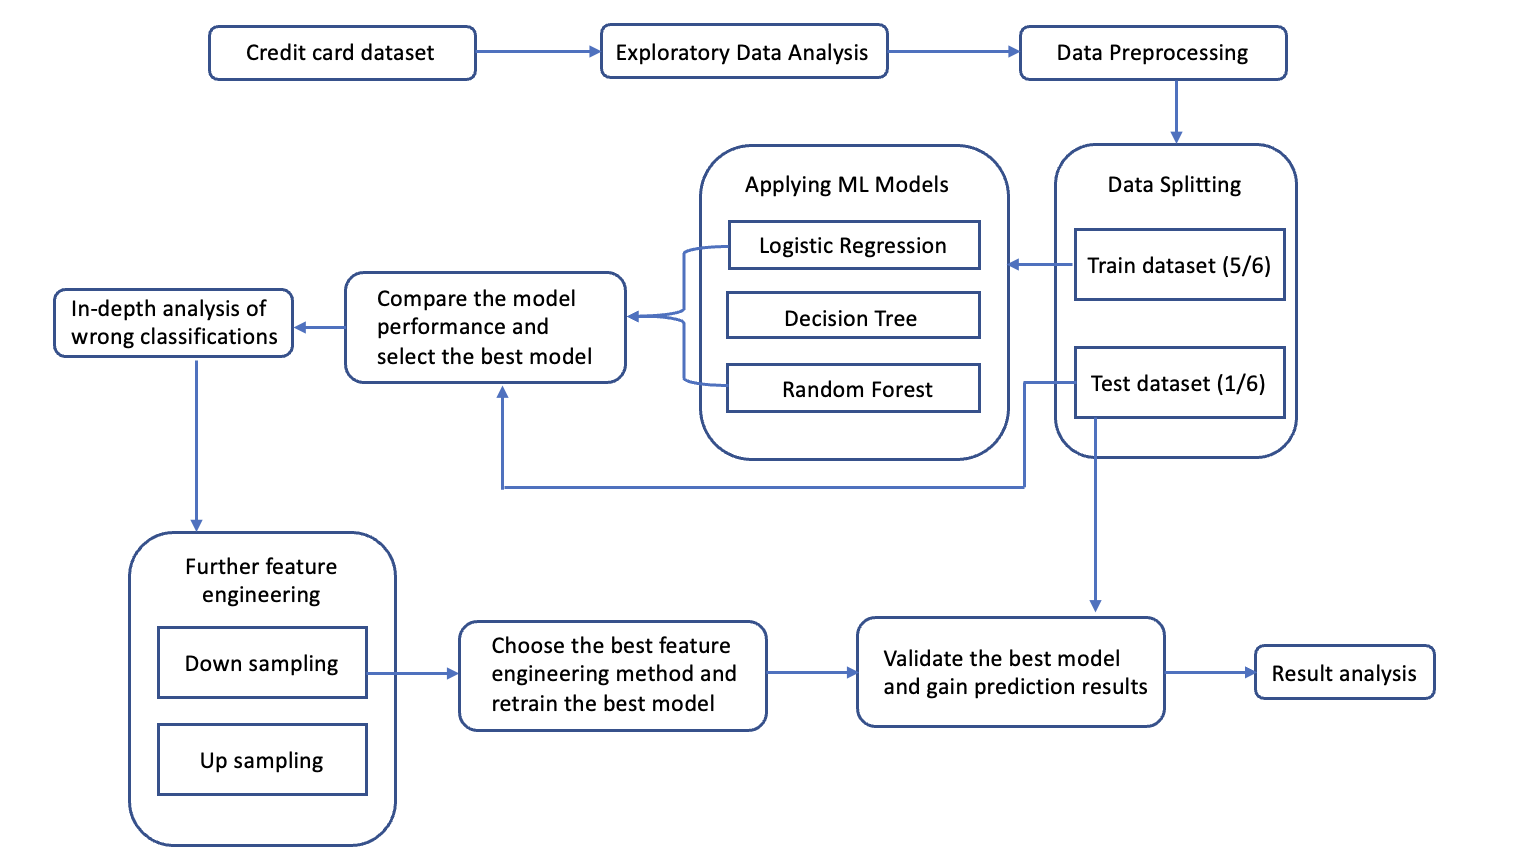 Credit card dataset
Exploratory Data Analysis
Data Preprocessing
Data Splitting
Train dataset (5/6)
Test dataset (1/6)
Applying ML Models
Logistic Regression
Decision Tree
Random Forest
Compare the model
performance and
select the best model
In-depth analysis of
wrong classifications
Further feature
engineering
Down sampling
Up sampling
Choose the best feature
engineering method and
retrain the best model
Validate the best model
and gain prediction results
Result analysis